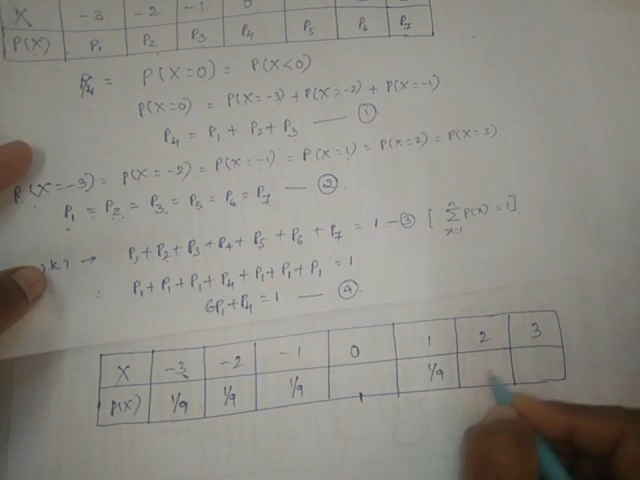 X -3 -2 -1 0
P(X) P1 P2 P3 P4 P5 P6 P7
P4 = P(X=0) = P(X<0)
P(X=0) = P(X=-3) + P(X=-2) + P(X=-1)
P4 = P1 + P2 + P3 — ①
P(X=-3) = P(X=-2) = P(X=-1) = P(X=1) = P(X=2) = P(X=3)
P1 = P2 = P3 = P5 = P6 = P7 — ②
.K.T → P1+P2+P3+P4+P5+P6+P7 = 1 — ③ [ n∑x=1 P(X) = 1].
: P1+P1+P1+P4+P1+P1+P1 = 1
6P1+P4 = 1 — ④
X -3 -2 -1 0 1 2 3
P(X) 1/9 1/9 1/9 1/9